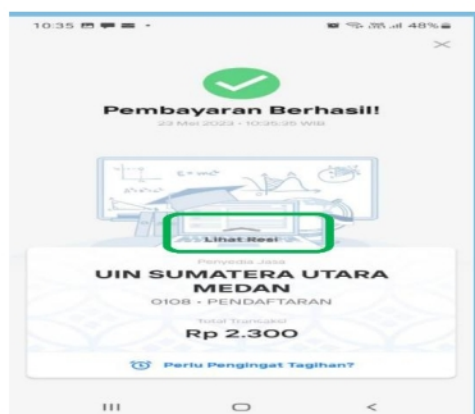 10:35
48%
Pembayaran Berhasil!
23 Mei 2023 • 10:35:35 WIB
Lihat Resi
Penyedia Jasa
UIN SUMATERA UTARA
MEDAN
0108 - PENDAFTARAN
Total Transaksi
Rp 2.300
Perlu Pengingat Tagihan?